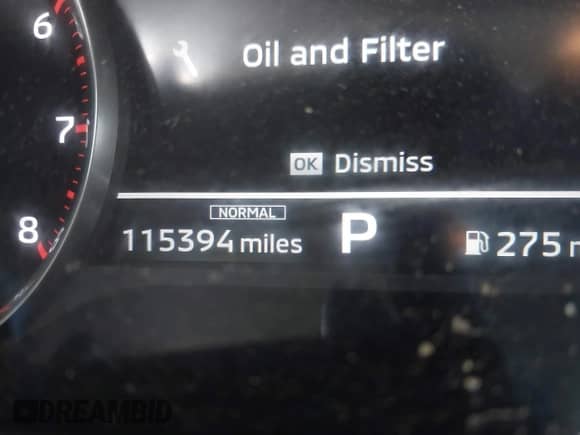 6
Oil and Filter
7
OK Dismiss
NORMAL
8
115394 miles P 275
DREAMBID